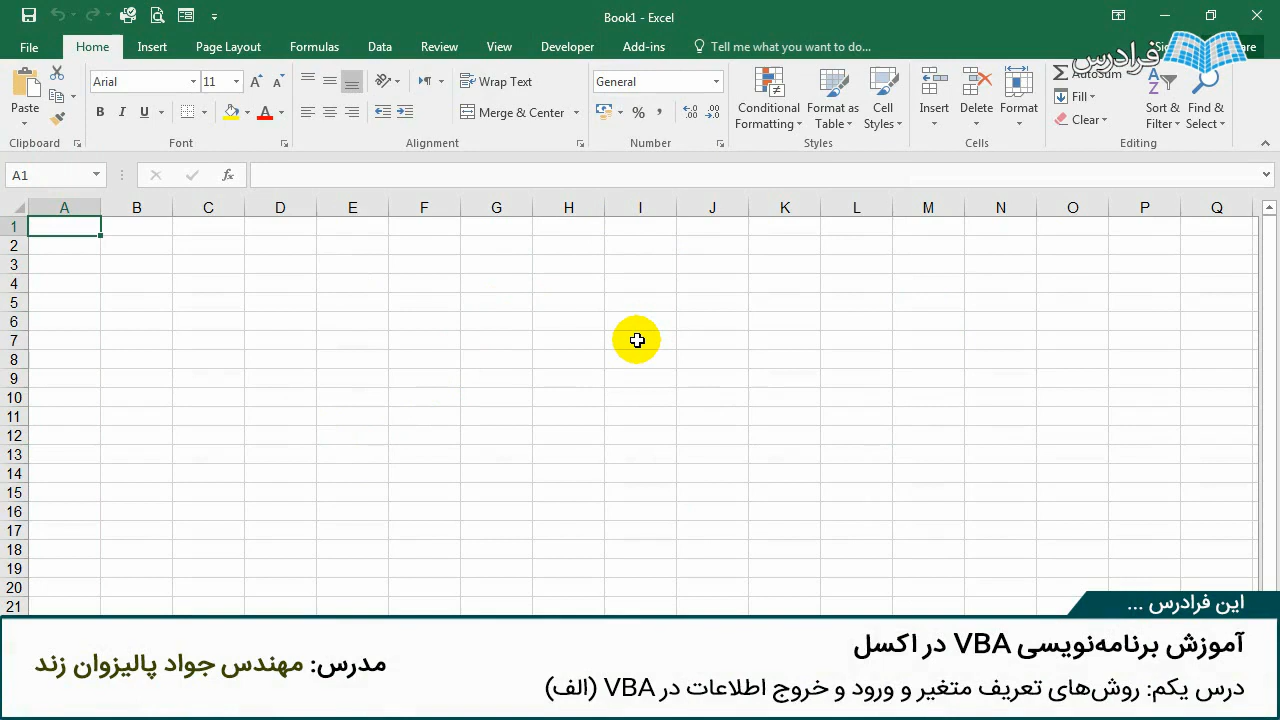 Book1 - Excel
File Home Insert Page Layout Formulas Data Review View Developer Add-ins Tell me what you want to do...
فرادرس
Paste
Arial 11
B I U
Wrap Text
Merge & Center
General
% ,
Conditional Formatting
Format as Table
Cell Styles
Insert
Delete
Format
AutoSum
Fill
Clear
Sort & Filter
Find & Select
Clipboard Font Alignment Number Styles Cells Editing
A1 fx
A B C D E F G H I J K L M N O P Q
1
2
3
4
5
6
7
8
9
10
11
12
13
14
15
16
17
18
19
20
21
این فرادرس ...
آموزش برنامه‌نویسی VBA در اکسل
مدرس: مهندس جواد پالیزوان زند
درس یکم: روش‌های تعریف متغیر و ورود و خروج اطلاعات در VBA (الف)